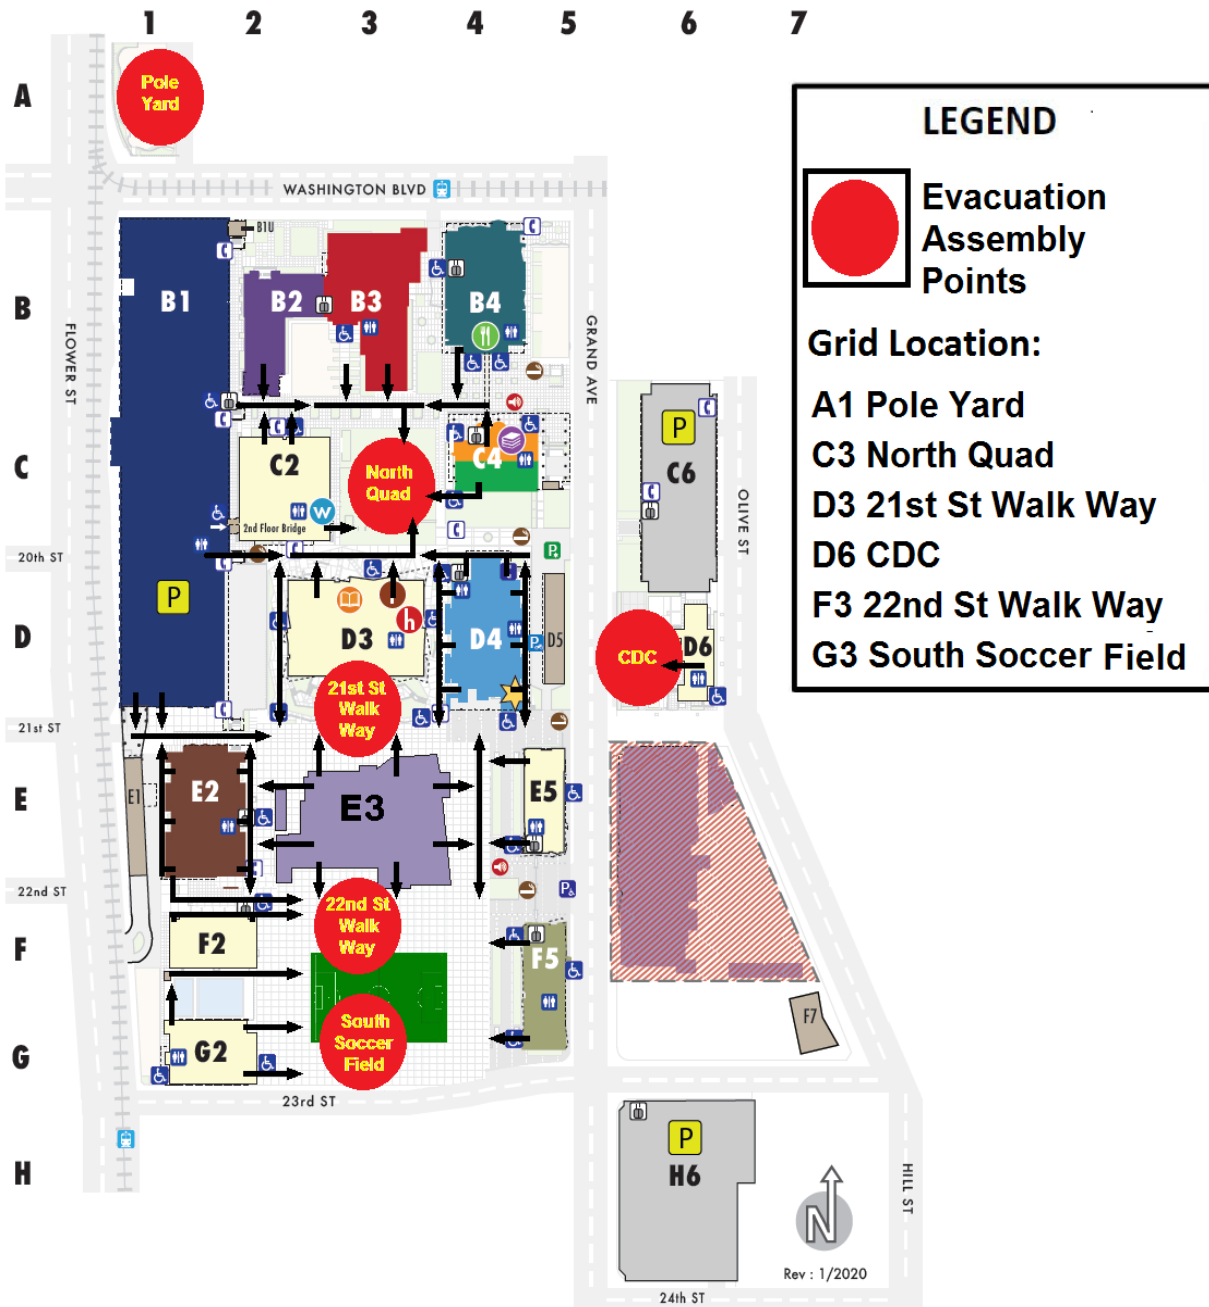 1 2 3 4 5 6 7
A
Pole
Yard
LEGEND
Evacuation
Assembly
Points
Grid Location:
A1 Pole Yard
C3 North Quad
D3 21st St Walk Way
D6 CDC
F3 22nd St Walk Way
G3 South Soccer Field
WASHINGTON BLVD
B1U
B
B1
B2
B3
B4
FLOWER ST
GRAND AVE
C
C2
North
Quad
C4
P
C6
OLIVE ST
W
2nd Floor Bridge
20th ST
P
P
D
D3
h
i
D4
P
D5
CDC
D6
21st St
Walk
Way
21st ST
E
E1
E2
E3
E5
22nd ST
P
22nd St
Walk
Way
F
F2
F5
F7
South
Soccer
Field
G
G2
23rd ST
H
P
H6
HILL ST
N
Rev : 1/2020
24th ST